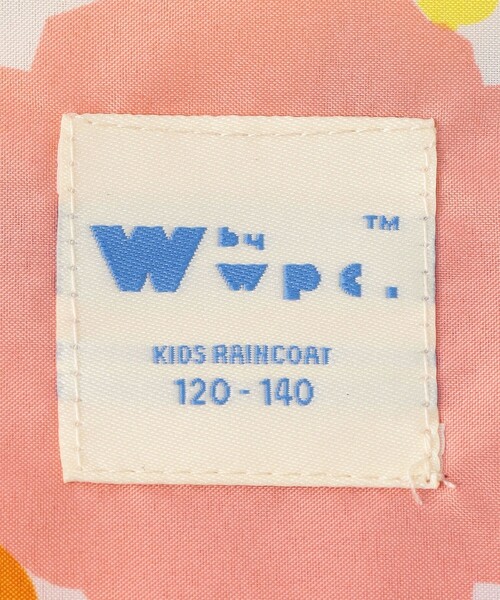 W by wpc.™
KIDS RAINCOAT
120 - 140